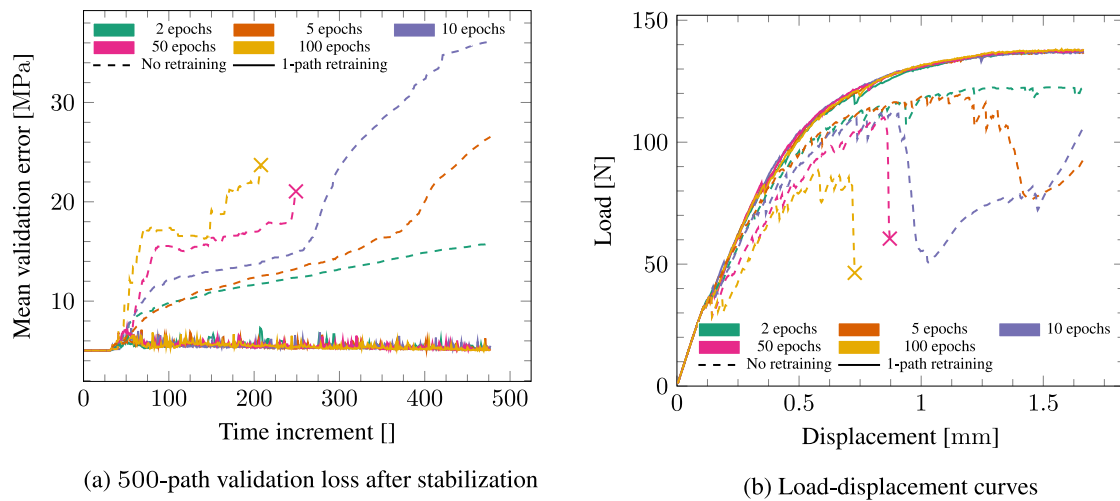 2 epochs 5 epochs 10 epochs
50 epochs 100 epochs
No retraining 1-path retraining
Mean validation error [MPa]
30
20
10
0 100 200 300 400 500
Time increment []
(a) 500-path validation loss after stabilization
150
100
50
0
Load [N]
2 epochs 5 epochs 10 epochs
50 epochs 100 epochs
No retraining 1-path retraining
0 0.5 1 1.5
Displacement [mm]
(b) Load-displacement curves